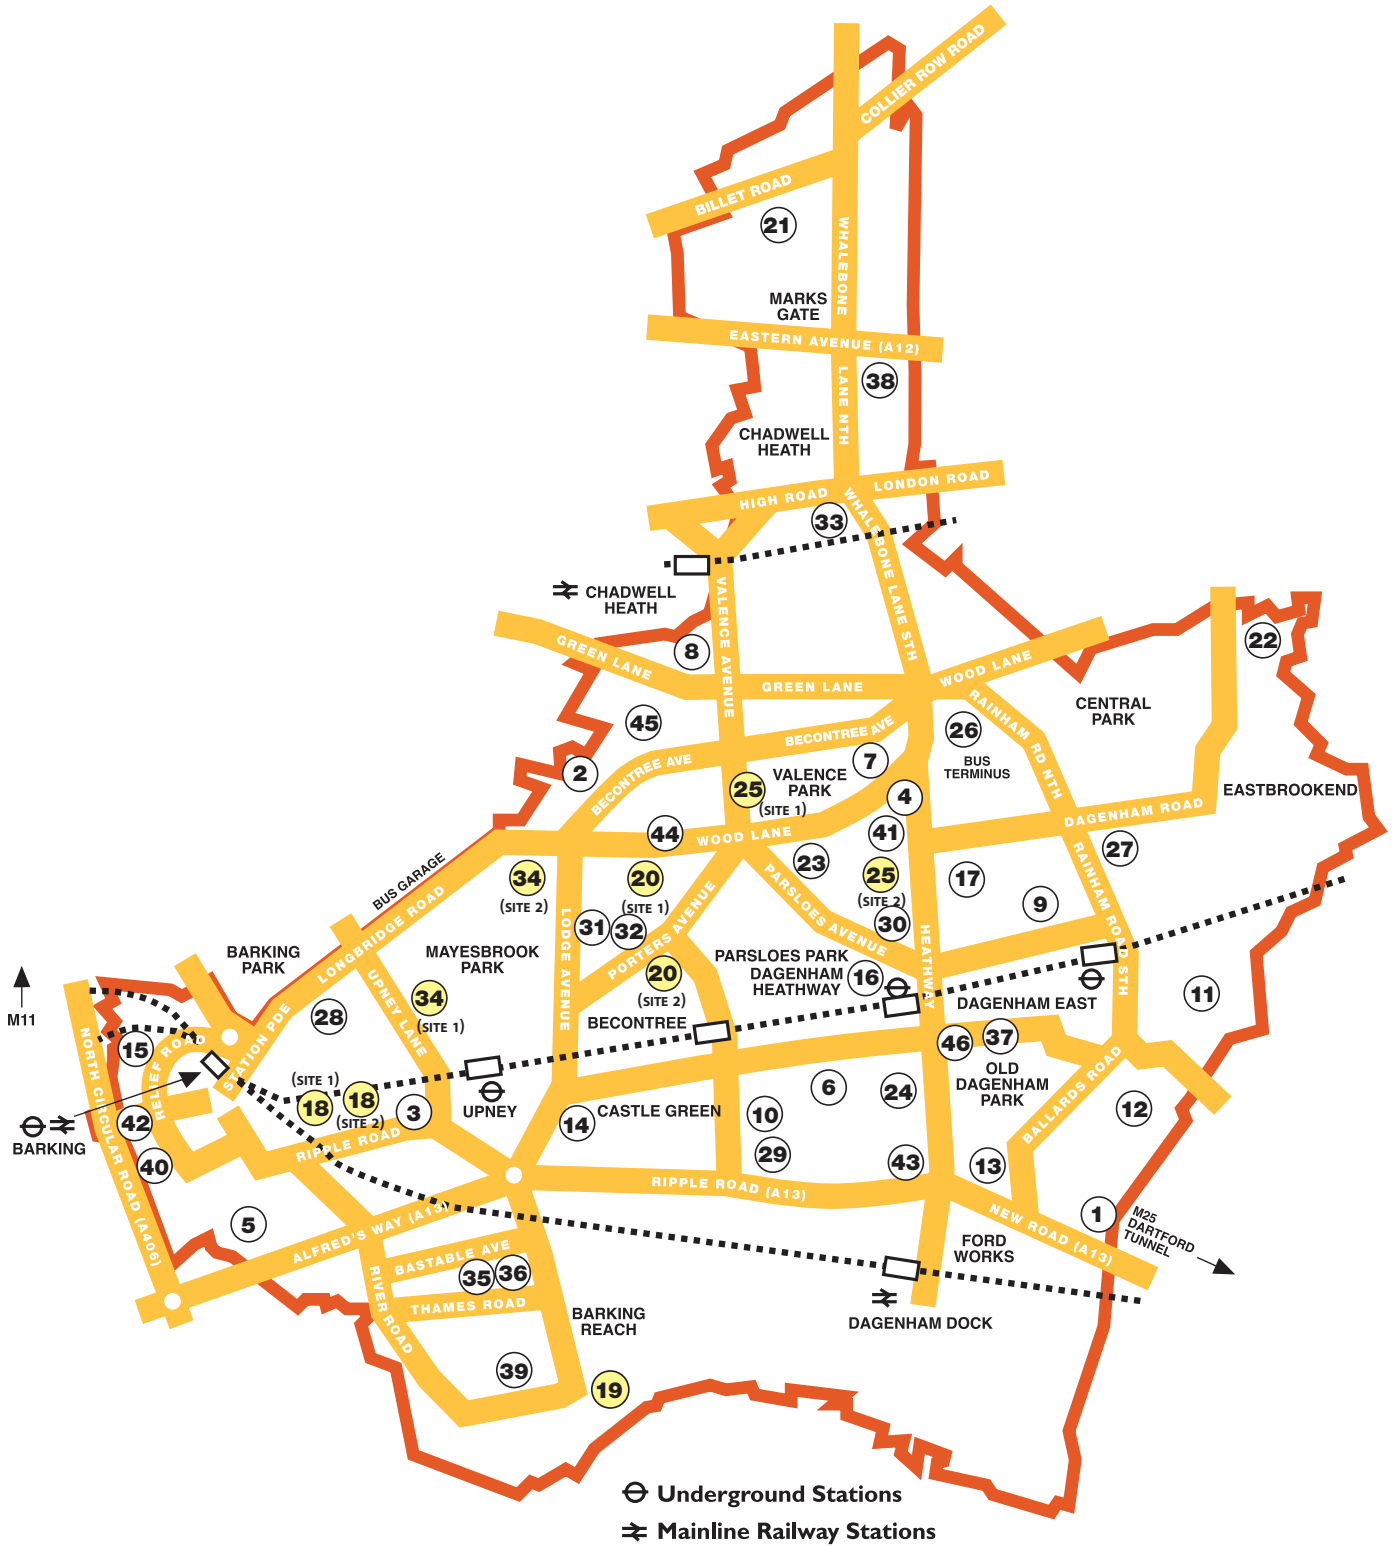 COLLIER ROW ROAD
BILLET ROAD
21
WHALEBONE
LANE NTH
MARKS
GATE
EASTERN AVENUE (A12)
38
CHADWELL
HEATH
HIGH ROAD
LONDON ROAD
33
WHALEBONE LANE STH
CHADWELL
HEATH
VALENCE AVENUE
8
GREEN LANE
GREEN LANE
WOOD LANE
22
CENTRAL
PARK
RAINHAM RD NTH
45
26
BUS
TERMINUS
BECONTREE AVE
BECONTREE AVE
7
2
VALENCE
PARK
25
(SITE 1)
4
EASTBROOKEND
DAGENHAM ROAD
44
WOOD LANE
41
27
BUS GARAGE
LONGBRIDGE ROAD
34
(SITE 2)
20
(SITE 1)
23
25
(SITE 2)
17
9
RAINHAM ROAD STH
31
32
PORTERS AVENUE
PARSLOES AVENUE
30
HEATHWAY
LODGE AVENUE
BARKING
PARK
MAYESBROOK
PARK
PARSLOES PARK
DAGENHAM
HEATHWAY
16
20
(SITE 2)
UPNEY LANE
34
(SITE 1)
11
DAGENHAM EAST
M11
28
BECONTREE
STATION PDE
NORTH CIRCULAR ROAD (A406)
15
RELIEF ROAD
46
37
OLD
DAGENHAM
PARK
BALLARDS ROAD
(SITE 1)
18
18
(SITE 2)
3
UPNEY
14
CASTLE GREEN
6
24
10
12
42
BARKING
40
RIPPLE ROAD
29
43
13
RIPPLE ROAD (A13)
5
ALFRED'S WAY (A13)
1
M25
DARTFORD
TUNNEL
NEW ROAD (A13)
FORD
WORKS
BASTABLE AVE
35
36
RIVER ROAD
THAMES ROAD
BARKING
REACH
DAGENHAM DOCK
39
19
Underground Stations
Mainline Railway Stations